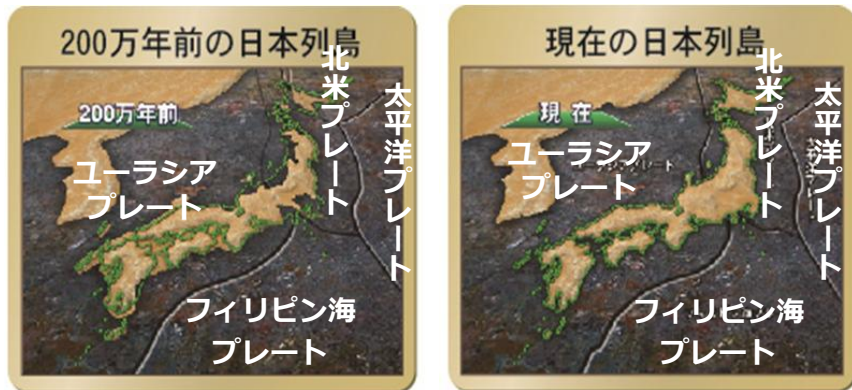 200万年前の日本列島
200万年前
北米プレート
太平洋プレート
ユーラシア
プレート
フィリピン海
プレート
現在の日本列島
現在
北米プレート
太平洋プレート
ユーラシア
プレート
フィリピン海
プレート